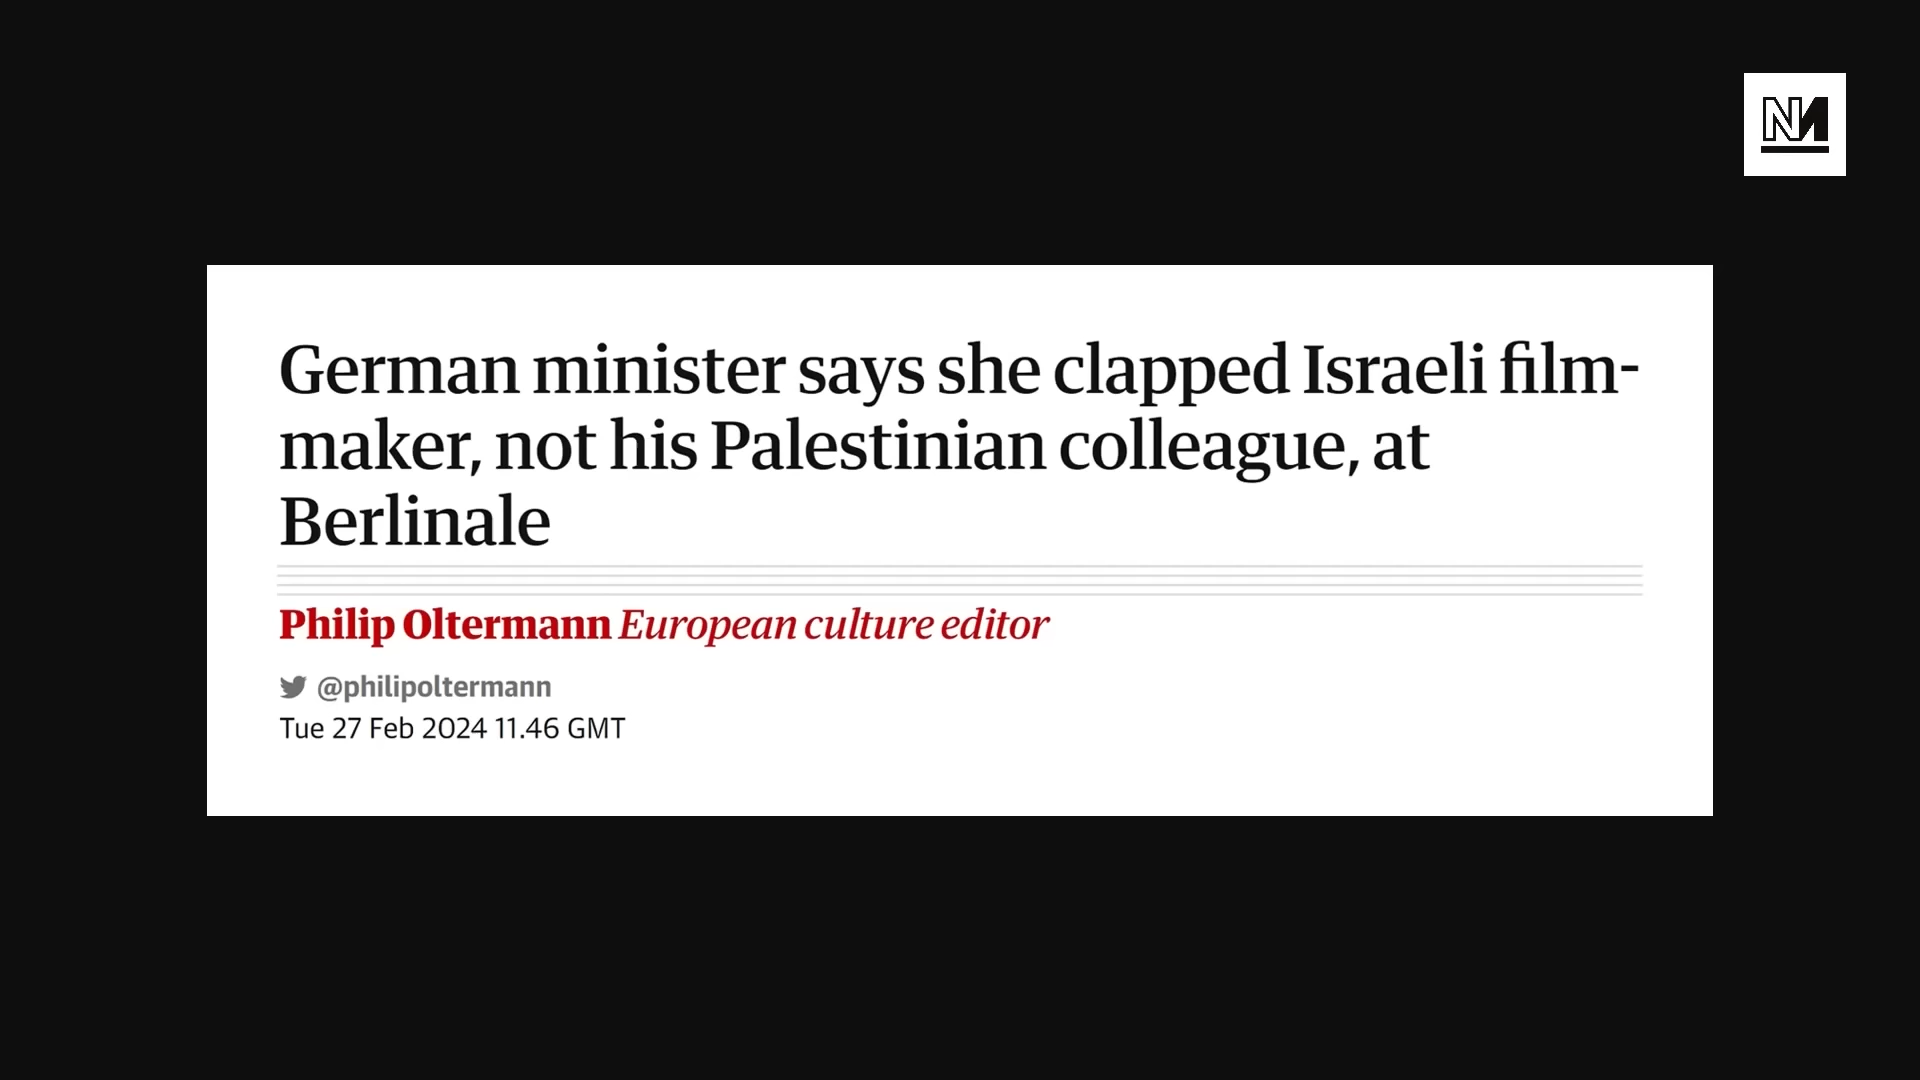 NM
German minister says she clapped Israeli film-
maker, not his Palestinian colleague, at
Berlinale
Philip Oltermann European culture editor
@philipoltermann
Tue 27 Feb 2024 11.46 GMT